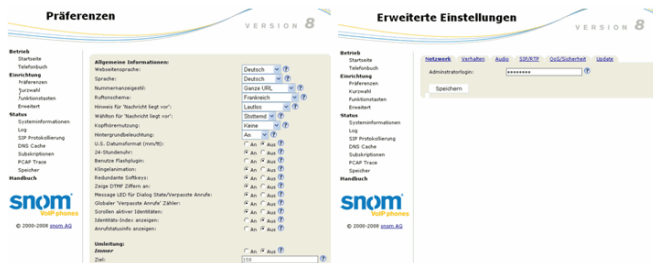 Präferenzen
VERSION 8
Betrieb
Startseite
Telefonbuch
Einrichtung
Präferenzen
Kurzwahl
Funktionstasten
Erweitert
Status
Systeminformationen
Log
SIP Protokollierung
DNS Cache
Subskriptionen
PCAP Trace
Speicher
Handbuch
snom
VoIP phones
© 2000-2008 snom AG
Allgemeine Informationen:
Webseitensprache: Deutsch
Sprache: Deutsch
Nummernanzeigestil: Ganze URL
Ruftonschema: Frankreich
Hinweis für 'Nachricht liegt vor': Lautlos
Wählton für 'Nachricht liegt vor': Stotternd
Kopfhörernutzung: Keine
Hintergrundbeleuchtung: An
U.S. Datumsformat (mm/tt): An Aus
24-Stundenuhr: An Aus
Benutze Flashplugin: An Aus
Klingelanimation: An Aus
Redundante Softkeys: An Aus
Zeige DTMF Ziffern an: An Aus
Message LED für Dialog State/Verpasste Anrufe: An Aus
Globaler 'Verpasste Anrufe' Zähler: An Aus
Scrollen aktiver Identitäten: An Aus
Identitäts-Index anzeigen: An Aus
Anrufstatusinfo anzeigen: An Aus
Umleitung:
Immer An Aus
Ziel:
Erweiterte Einstellungen
VERSION 8
Betrieb
Startseite
Telefonbuch
Einrichtung
Präferenzen
Kurzwahl
Funktionstasten
Erweitert
Status
Systeminformationen
Log
SIP Protokollierung
DNS Cache
Subskriptionen
PCAP Trace
Speicher
Handbuch
snom
VoIP phones
© 2000-2008 snom AG
Netzwerk Verhalten Audio SIP/RTP QoS/Sicherheit Update
Administratorlogin: ••••••••
Speichern